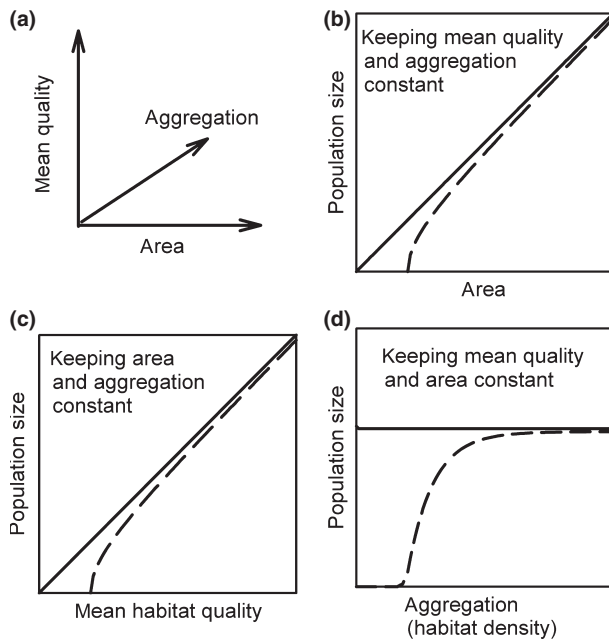 (a)
Mean quality
Aggregation
Area
(b)
Keeping mean quality
and aggregation
constant
Population size
Area
(c)
Keeping area
and aggregation
constant
Population size
Mean habitat quality
(d)
Keeping mean quality
and area constant
Population size
Aggregation
(habitat density)